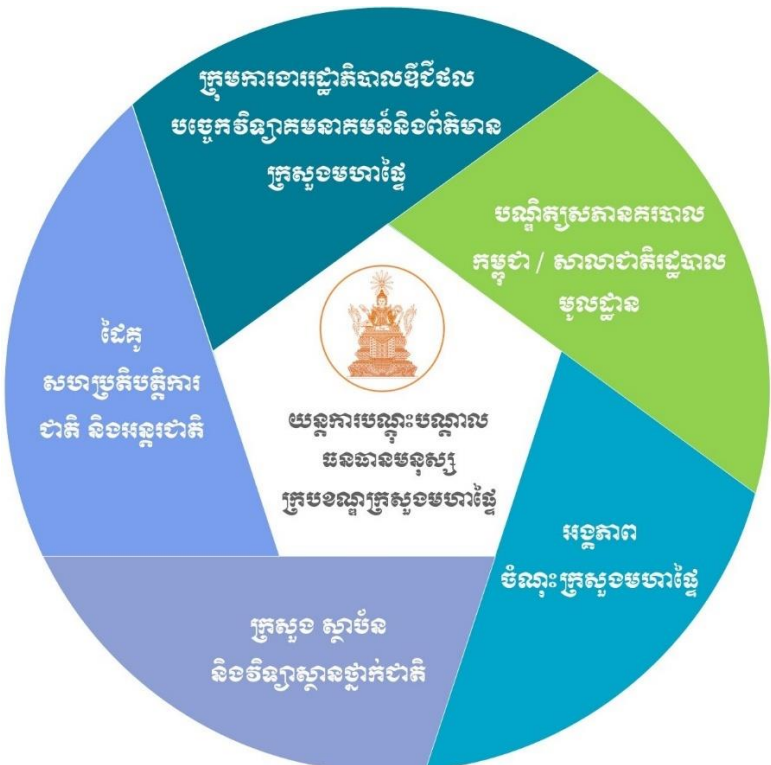 ក្រុមការងាររដ្ឋាភិបាលឌីជីថល
បច្ចេកវិទ្យាគមនាគមន៍និងព័ត៌មាន
ក្រសួងមហាផ្ទៃ
បណ្ឌិត្យសភានគរបាល
កម្ពុជា / សាលាជាតិរដ្ឋបាល
មូលដ្ឋាន
ដៃគូ
សហប្រតិបត្តិការ
ជាតិ និងអន្តរជាតិ
យន្តការបណ្តុះបណ្តាល
ធនធានមនុស្ស
ក្របខណ្ឌក្រសួងមហាផ្ទៃ
អង្គភាព
ចំណុះក្រសួងមហាផ្ទៃ
ក្រសួង ស្ថាប័ន
និងវិទ្យាស្ថានថ្នាក់ជាតិ